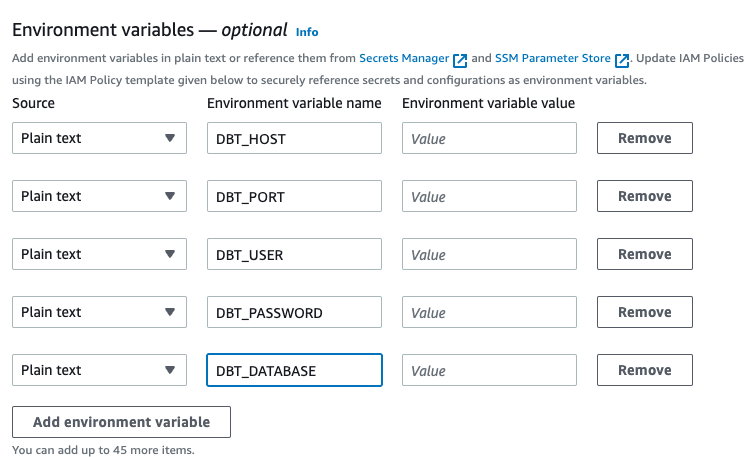 Environment variables — optional Info
Add environment variables in plain text or reference them from Secrets Manager and SSM Parameter Store. Update IAM Policies
using the IAM Policy template given below to securely reference secrets and configurations as environment variables.
Source Environment variable name Environment variable value
Plain text DBT_HOST Value Remove
Plain text DBT_PORT Value Remove
Plain text DBT_USER Value Remove
Plain text DBT_PASSWORD Value Remove
Plain text DBT_DATABASE Value Remove
Add environment variable
You can add up to 45 more items.